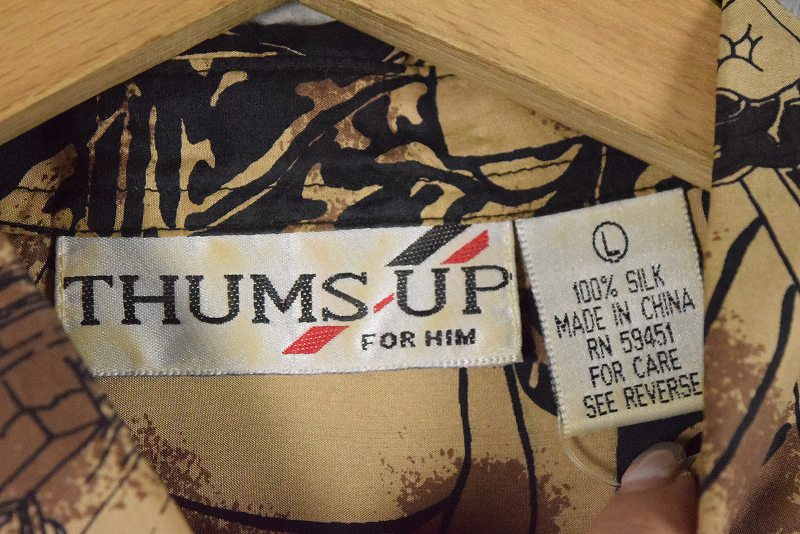 THUMS UP
FOR HIM
L
100% SILK
MADE IN CHINA
RN 59451
FOR CARE
SEE REVERSE